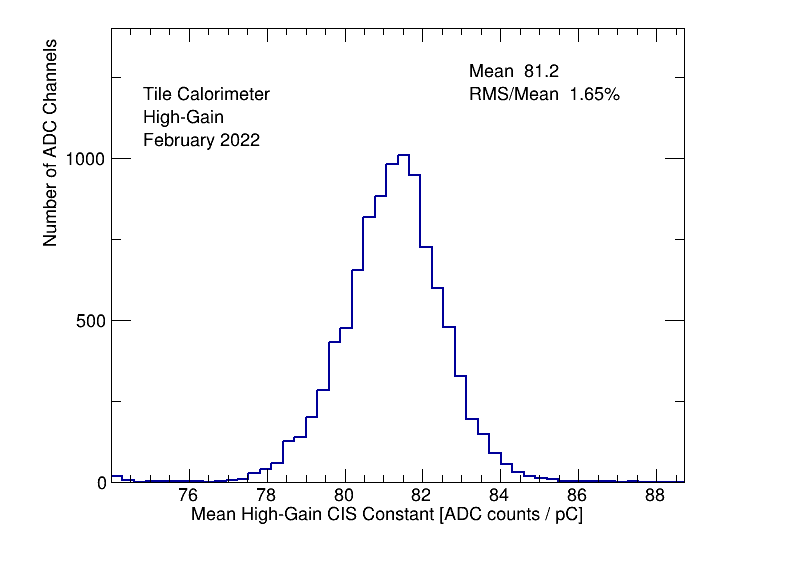 Number of ADC Channels
Mean 81.2
RMS/Mean 1.65%
Tile Calorimeter
High-Gain
February 2022
1000
500
0
76 78 80 82 84 86 88
Mean High-Gain CIS Constant [ADC counts / pC]